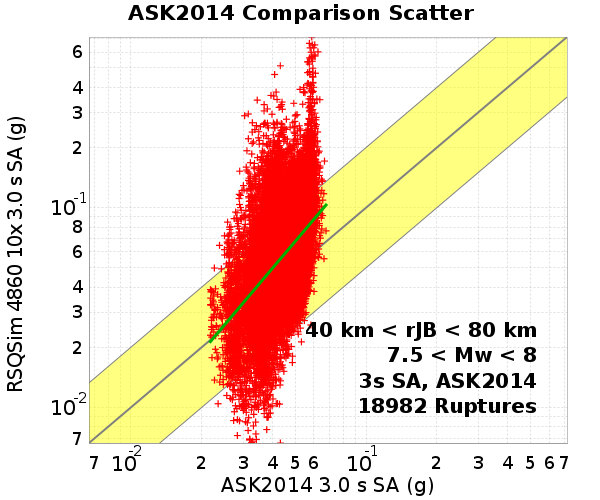 ASK2014 Comparison Scatter
RSQSim 4860 10x 3.0 s SA (g)
6
4
3
2
10-1
8
6
4
3
2
10-2
7
40 km < rJB < 80 km
7.5 < Mw < 8
3s SA, ASK2014
18982 Ruptures
7 10-2 2 3 4 5 6 10-1 2 3 4 5 6 7
ASK2014 3.0 s SA (g)